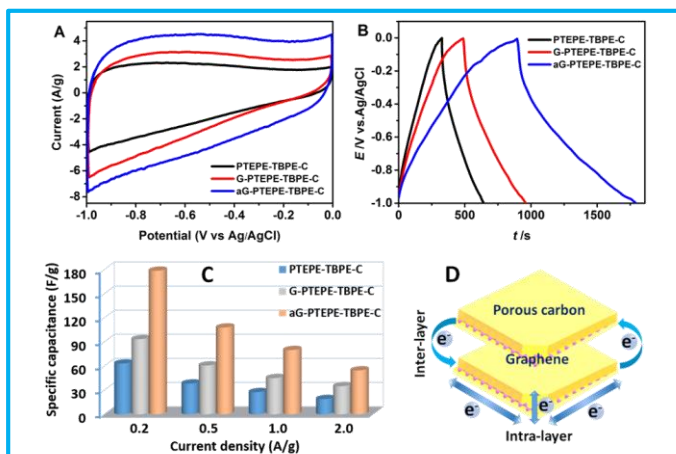 A
Current (A/g)
4
2
0
-2
4
6
8
-1.0 -0.8 -0.6 -0.4 -0.2 0.0
Potential (V vs Ag/AgCl)
PTEPE-TBPE-C
G-PTEPE-TBPE-C
aG-PTEPE-TBPE-C
B
E /V vs.Ag/AgCl
0.0
-0.2
-0.4
-0.6
-0.8
-1.0
0 500 1000 1500
t /s
PTEPE-TBPE-C
G-PTEPE-TBPE-C
aG-PTEPE-TBPE-C
C
Specific capacitance (F/g)
180
150
120
90
60
30
0
0.2 0.5 1.0 2.0
Current density (A/g)
PTEPE-TBPE-C
G-PTEPE-TBPE-C
aG-PTEPE-TBPE-C
D
Porous carbon
Inter-layer
e⁻ e⁻
Graphene
e⁻ e⁻ e⁻
Intra-layer